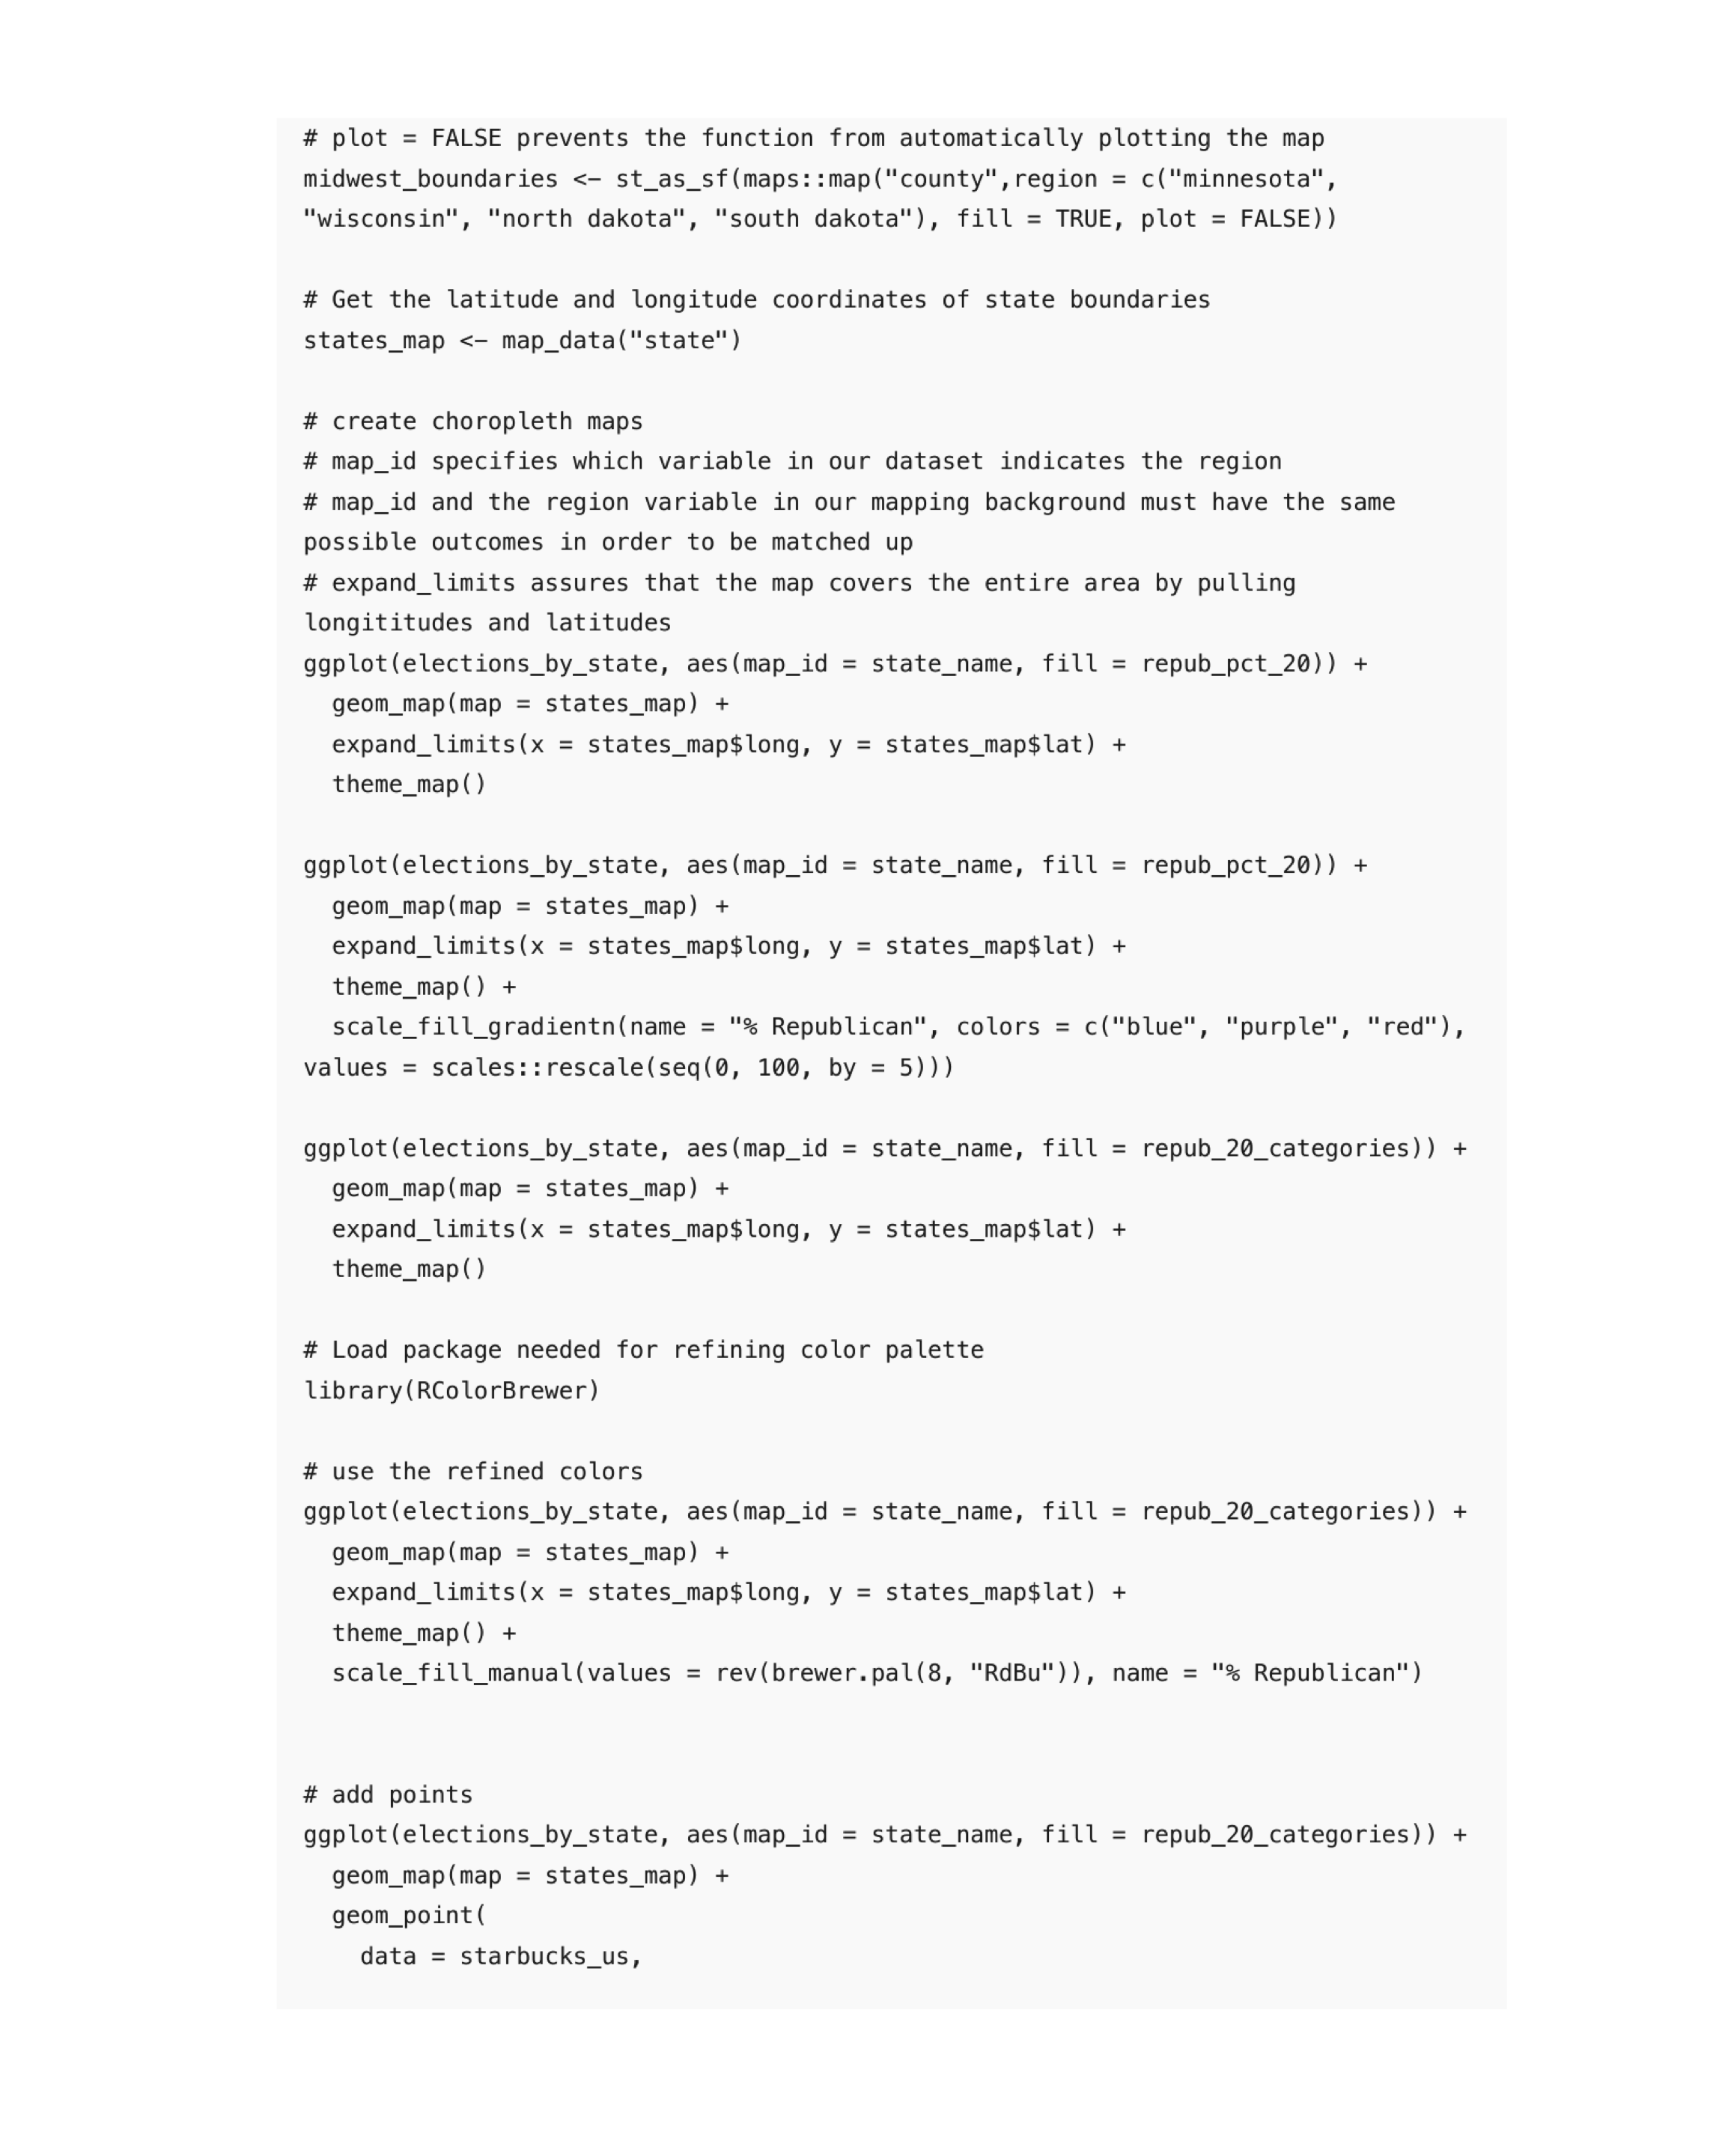 # plot = FALSE prevents the function from automatically plotting the map
midwest_boundaries <- st_as_sf(maps::map("county",region = c("minnesota",
"wisconsin", "north dakota", "south dakota"), fill = TRUE, plot = FALSE))

# Get the latitude and longitude coordinates of state boundaries
states_map <- map_data("state")

# create choropleth maps
# map_id specifies which variable in our dataset indicates the region
# map_id and the region variable in our mapping background must have the same
possible outcomes in order to be matched up
# expand_limits assures that the map covers the entire area by pulling
longititudes and latitudes
ggplot(elections_by_state, aes(map_id = state_name, fill = repub_pct_20)) +
  geom_map(map = states_map) +
  expand_limits(x = states_map$long, y = states_map$lat) +
  theme_map()

ggplot(elections_by_state, aes(map_id = state_name, fill = repub_pct_20)) +
  geom_map(map = states_map) +
  expand_limits(x = states_map$long, y = states_map$lat) +
  theme_map() +
  scale_fill_gradientn(name = "% Republican", colors = c("blue", "purple", "red"),
values = scales::rescale(seq(0, 100, by = 5)))

ggplot(elections_by_state, aes(map_id = state_name, fill = repub_20_categories)) +
  geom_map(map = states_map) +
  expand_limits(x = states_map$long, y = states_map$lat) +
  theme_map()

# Load package needed for refining color palette
library(RColorBrewer)

# use the refined colors
ggplot(elections_by_state, aes(map_id = state_name, fill = repub_20_categories)) +
  geom_map(map = states_map) +
  expand_limits(x = states_map$long, y = states_map$lat) +
  theme_map() +
  scale_fill_manual(values = rev(brewer.pal(8, "RdBu")), name = "% Republican")

# add points
ggplot(elections_by_state, aes(map_id = state_name, fill = repub_20_categories)) +
  geom_map(map = states_map) +
  geom_point(
    data = starbucks_us,